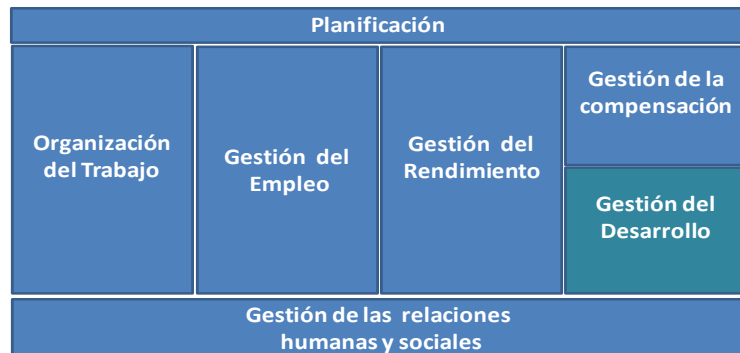 Planificación
Organización
del Trabajo
Gestión del
Empleo
Gestión del
Rendimiento
Gestión de la
compensación
Gestión del
Desarrollo
Gestión de las relaciones
humanas y sociales